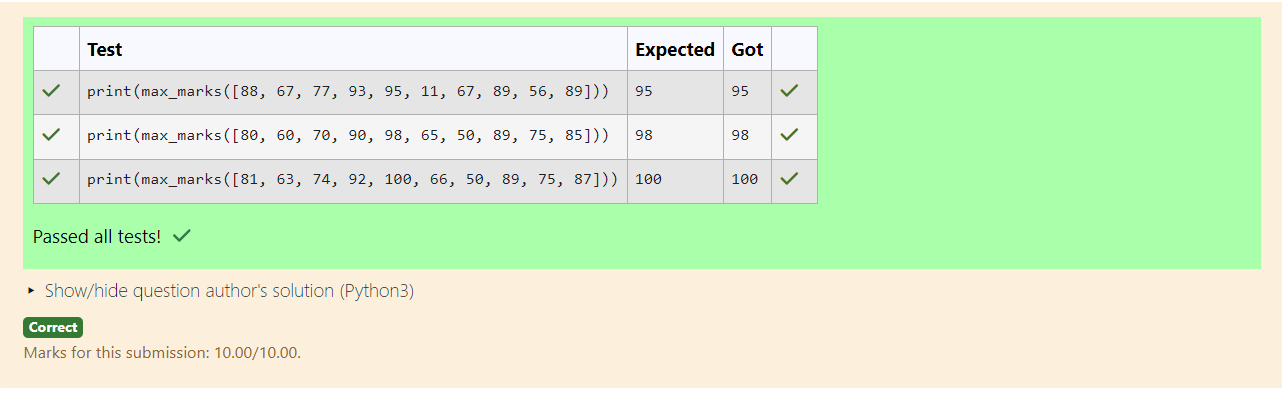 Test Expected Got
print(max_marks([88, 67, 77, 93, 95, 11, 67, 89, 56, 89])) 95 95
print(max_marks([80, 60, 70, 90, 98, 65, 50, 89, 75, 85])) 98 98
print(max_marks([81, 63, 74, 92, 100, 66, 50, 89, 75, 87])) 100 100
Passed all tests!
Show/hide question author's solution (Python3)
Correct
Marks for this submission: 10.00/10.00.